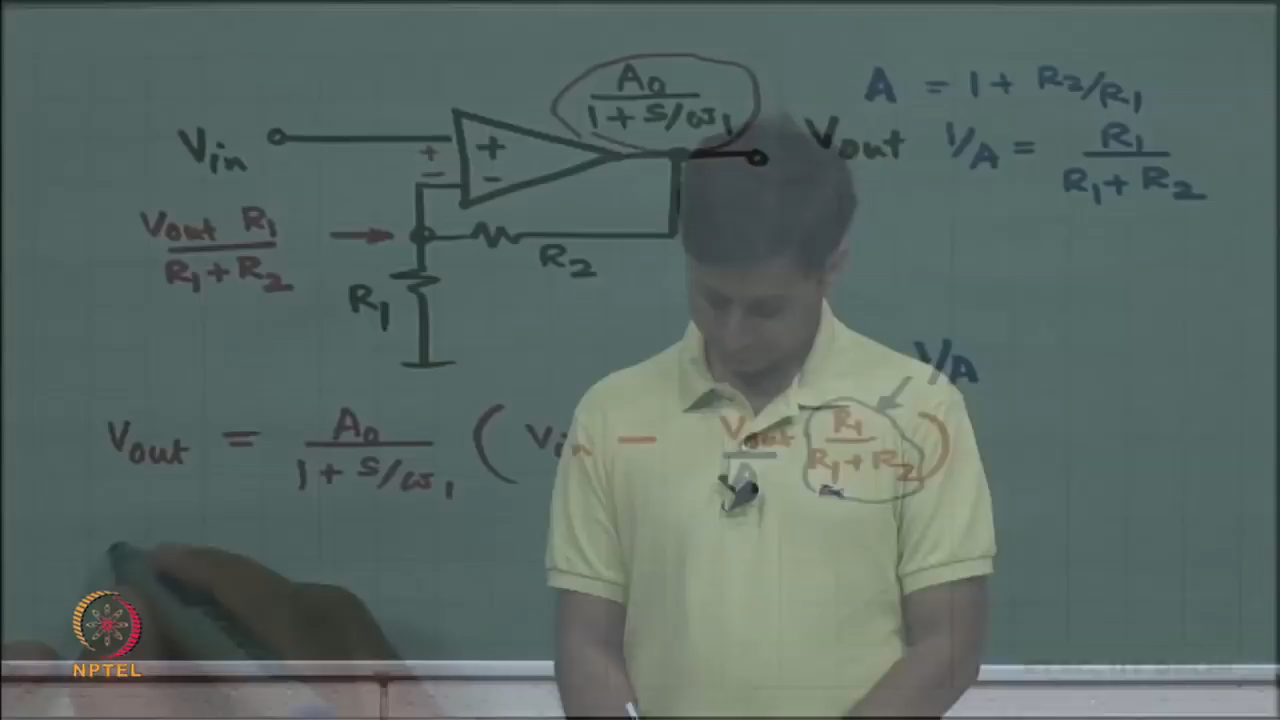 A = 1 + R2/R1
1/A = R1 / (R1 + R2)
Vin
+
-
+
-
A0 / (1 + s/ω1)
Vout
Vout R1 / (R1 + R2)
R2
R1
1/A
Vout = A0 / (1 + s/ω1) ( Vin − Vout R1 / (R1 + R2) )
A
NPTEL